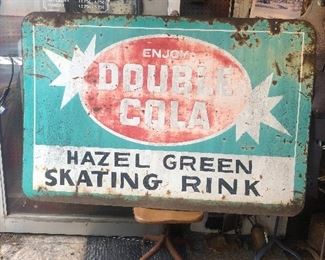 ENJOY
DOUBLE
COLA
HAZEL GREEN
SKATING RINK